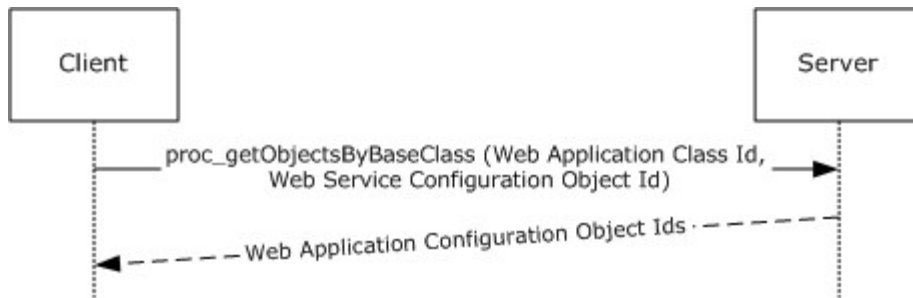 Client
Server
proc_getObjectsByBaseClass (Web Application Class Id,
Web Service Configuration Object Id)
Web Application Configuration Object Ids